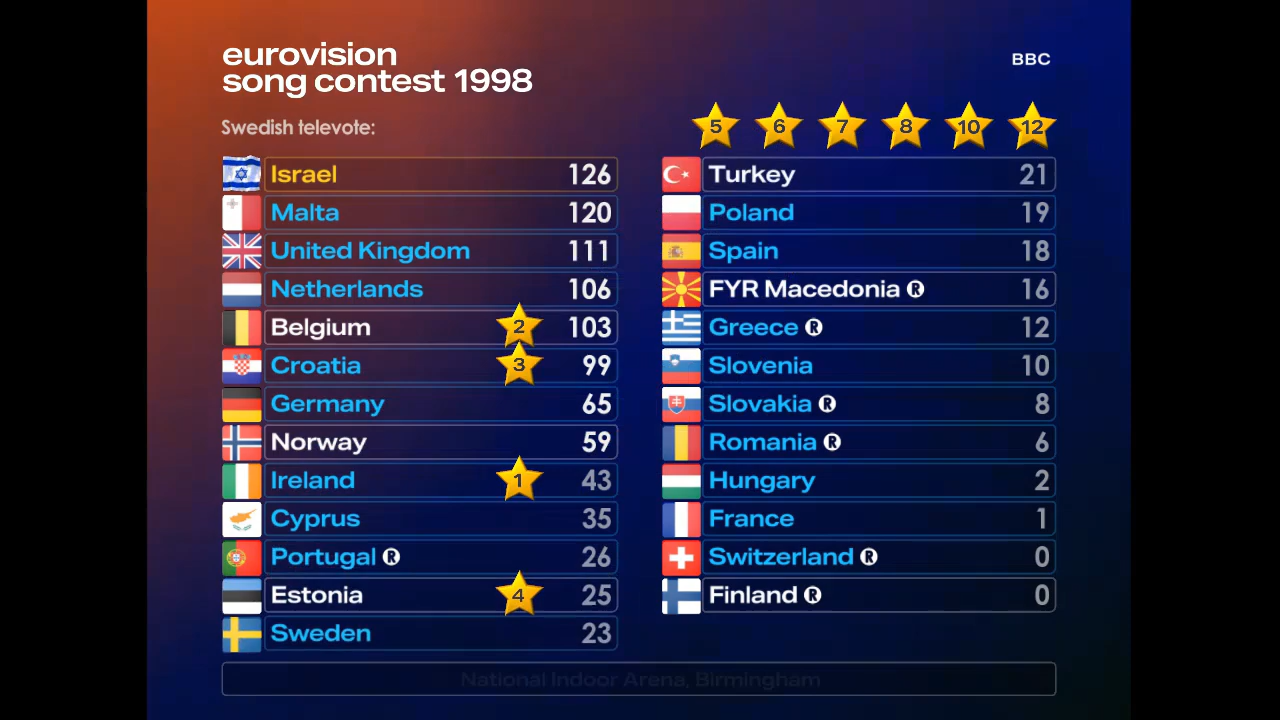 eurovision
song contest 1998
BBC
Swedish televote:
5 6 7 8 10 12
Israel 126
Malta 120
United Kingdom 111
Netherlands 106
Belgium 2 103
Croatia 3 99
Germany 65
Norway 59
Ireland 1 43
Cyprus 35
Portugal R 26
Estonia 4 25
Sweden 23
Turkey 21
Poland 19
Spain 18
FYR Macedonia R 16
Greece R 12
Slovenia 10
Slovakia R 8
Romania R 6
Hungary 2
France 1
Switzerland R 0
Finland R 0
National Indoor Arena, Birmingham